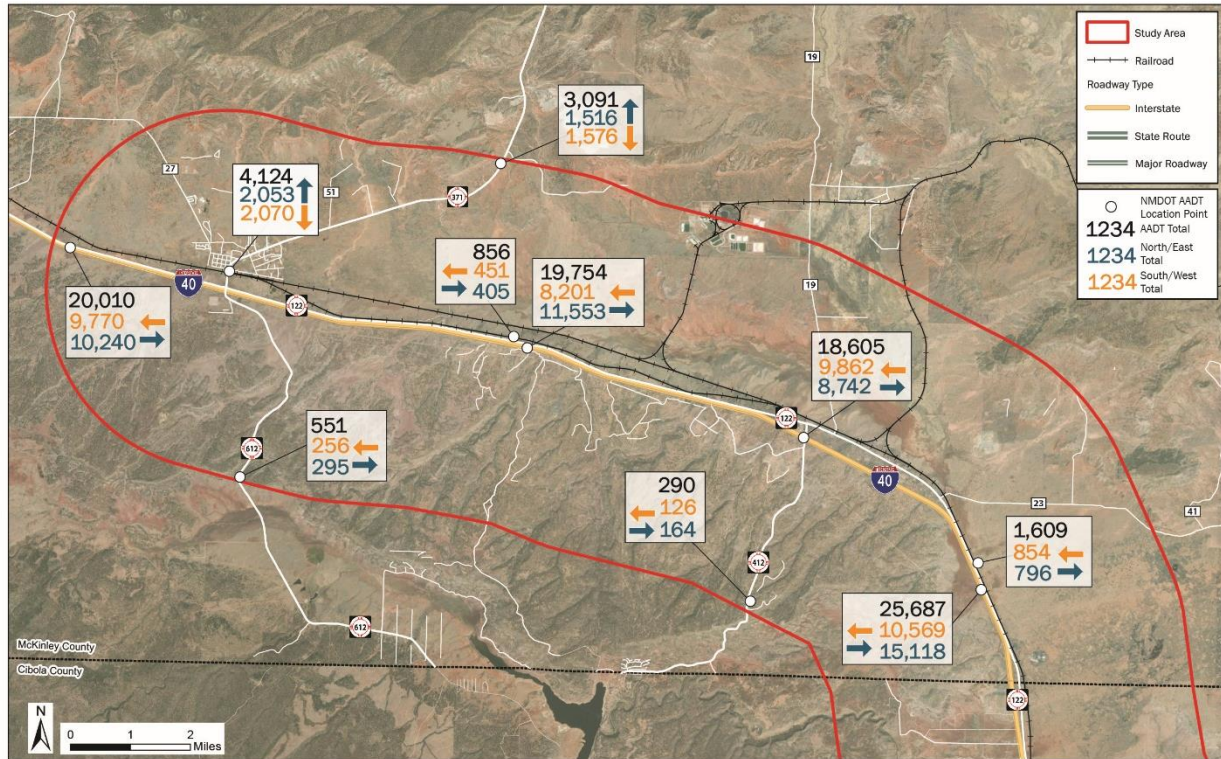 3,091
1,516
1,576
19
27
4,124
2,053
2,070
51
371
856
451
405
19,754
8,201
11,553
19
40
122
20,010
9,770
10,240
18,605
9,862
8,742
122
551
256
295
612
290
126
164
40
23
41
1,609
854
796
412
25,687
10,569
15,118
612
McKinley County
Cibola County
122
N
0 1 2
Miles
Study Area
Railroad
Roadway Type
Interstate
State Route
Major Roadway
NMDOT AADT
Location Point
1234 AADT Total
1234 North/East
Total
1234 South/West
Total